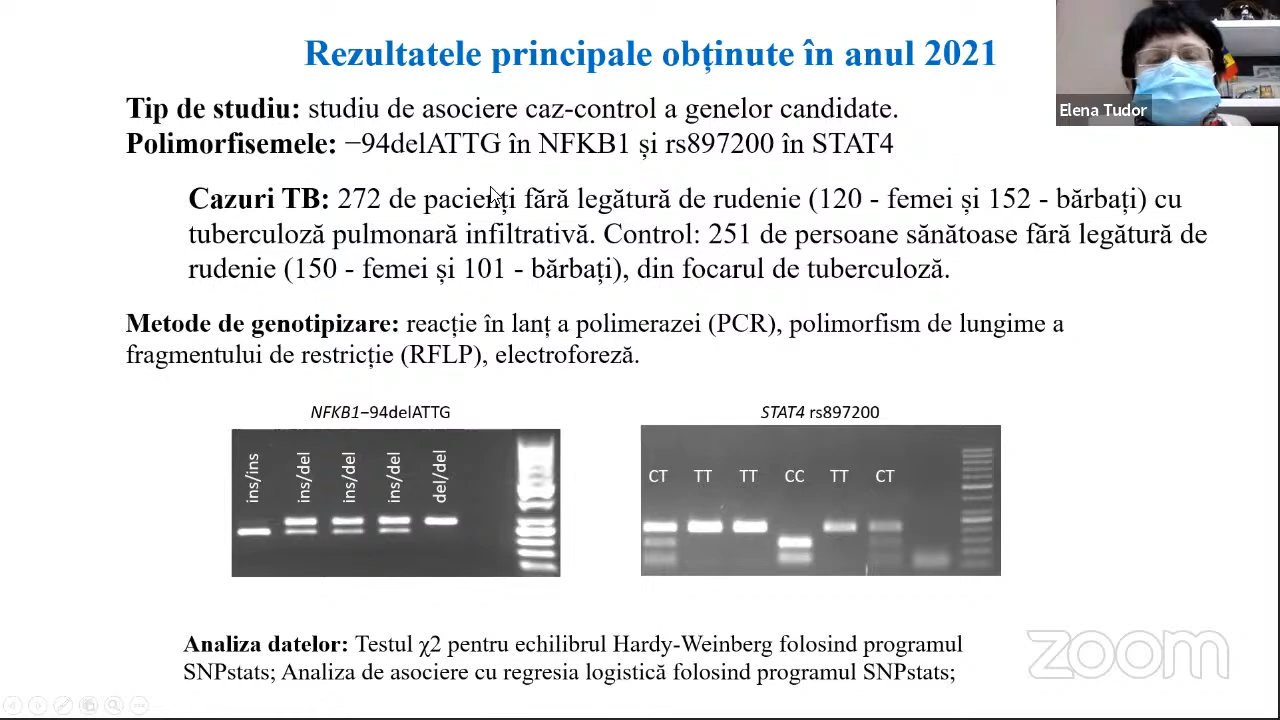 Rezultatele principale obținute în anul 2021
Elena Tudor
Tip de studiu: studiu de asociere caz-control a genelor candidate.
Polimorfisemele: −94delATTG în NFKB1 și rs897200 în STAT4
Cazuri TB: 272 de pacienți fără legătură de rudenie (120 - femei și 152 - bărbați) cu
tuberculoză pulmonară infiltrativă. Control: 251 de persoane sănătoase fără legătură de
rudenie (150 - femei și 101 - bărbați), din focarul de tuberculoză.
Metode de genotipizare: reacție în lanț a polimerazei (PCR), polimorfism de lungime a
fragmentului de restricție (RFLP), electroforeză.
NFKB1−94delATTG
ins/ins
ins/del
ins/del
ins/del
del/del
STAT4 rs897200
CT TT TT CC TT CT
Analiza datelor: Testul χ2 pentru echilibrul Hardy-Weinberg folosind programul
SNPstats; Analiza de asociere cu regresia logistică folosind programul SNPstats;
zoom